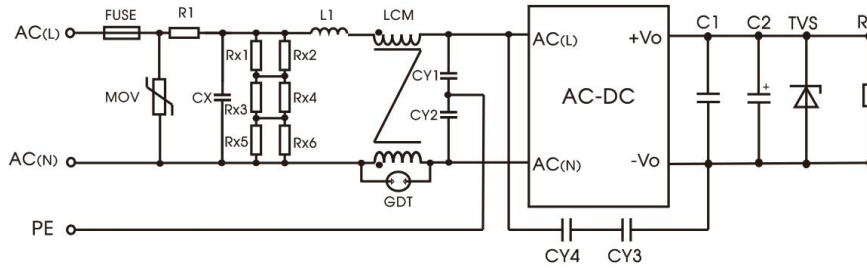 FUSE
R1
L1
LCM
C1
C2
TVS
R
AC(L)
AC(L)
+Vo
Rx1
Rx2
CY1
MOV
CX
Rx3
Rx4
AC-DC
CY2
Rx5
Rx6
AC(N)
AC(N)
-Vo
GDT
PE
CY4
CY3